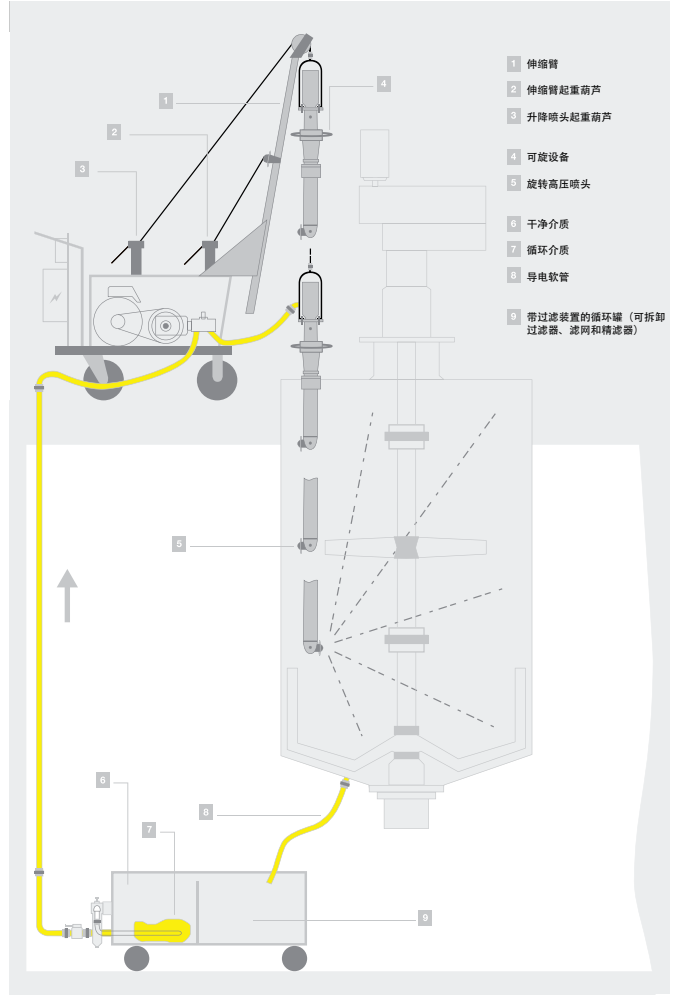 1 伸缩臂
2 伸缩臂起重葫芦
3 升降喷头起重葫芦
4 可旋设备
5 旋转高压喷头
6 干净介质
7 循环介质
8 导电软管
9 带过滤装置的循环罐（可拆卸
过滤器、滤网和精滤器）
1
4
2
3
5
6
7
8
9